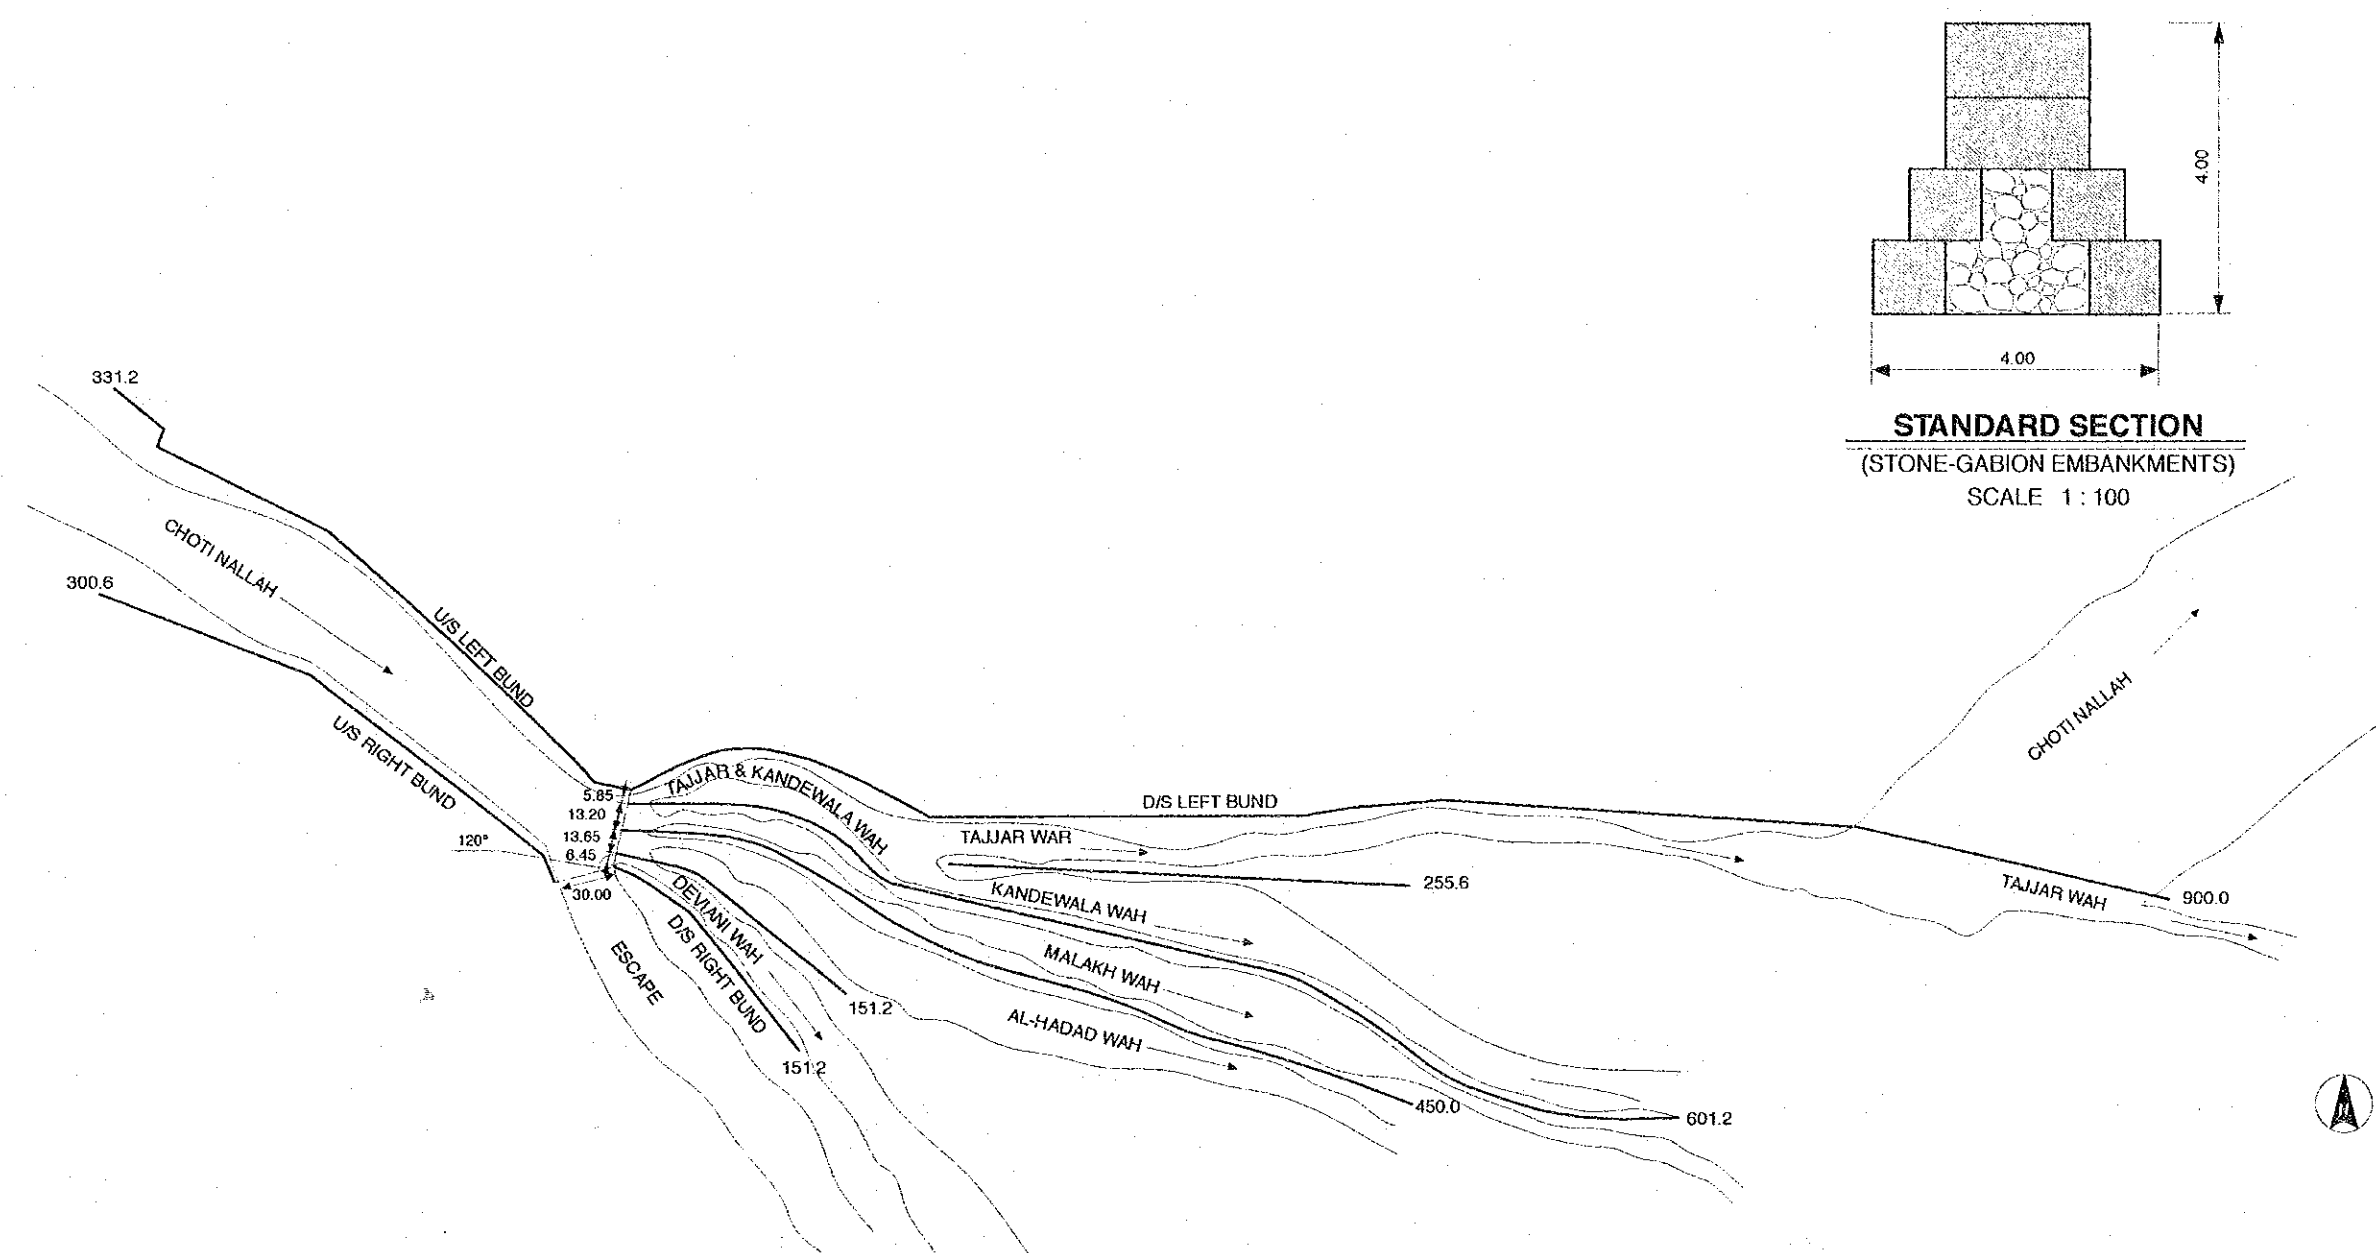 4.00
4.00
STANDARD SECTION
(STONE-GABION EMBANKMENTS)
SCALE 1 : 100
331.2
CHOTI NALLAH
300.6
U/S LEFT BUND
U/S RIGHT BUND
CHOTI NALLAH
5.85
13.20
13.65
6.45
120°
30.00
TAJJAR & KANDEWALA WAH
D/S LEFT BUND
TAJJAR WAR
255.6
KANDEWALA WAH
TAJJAR WAH
900.0
DEVIANI WAH
D/S RIGHT BUND
ESCAPE
MALAKH WAH
151.2
AL-HADAD WAH
151.2
450.0
601.2
N